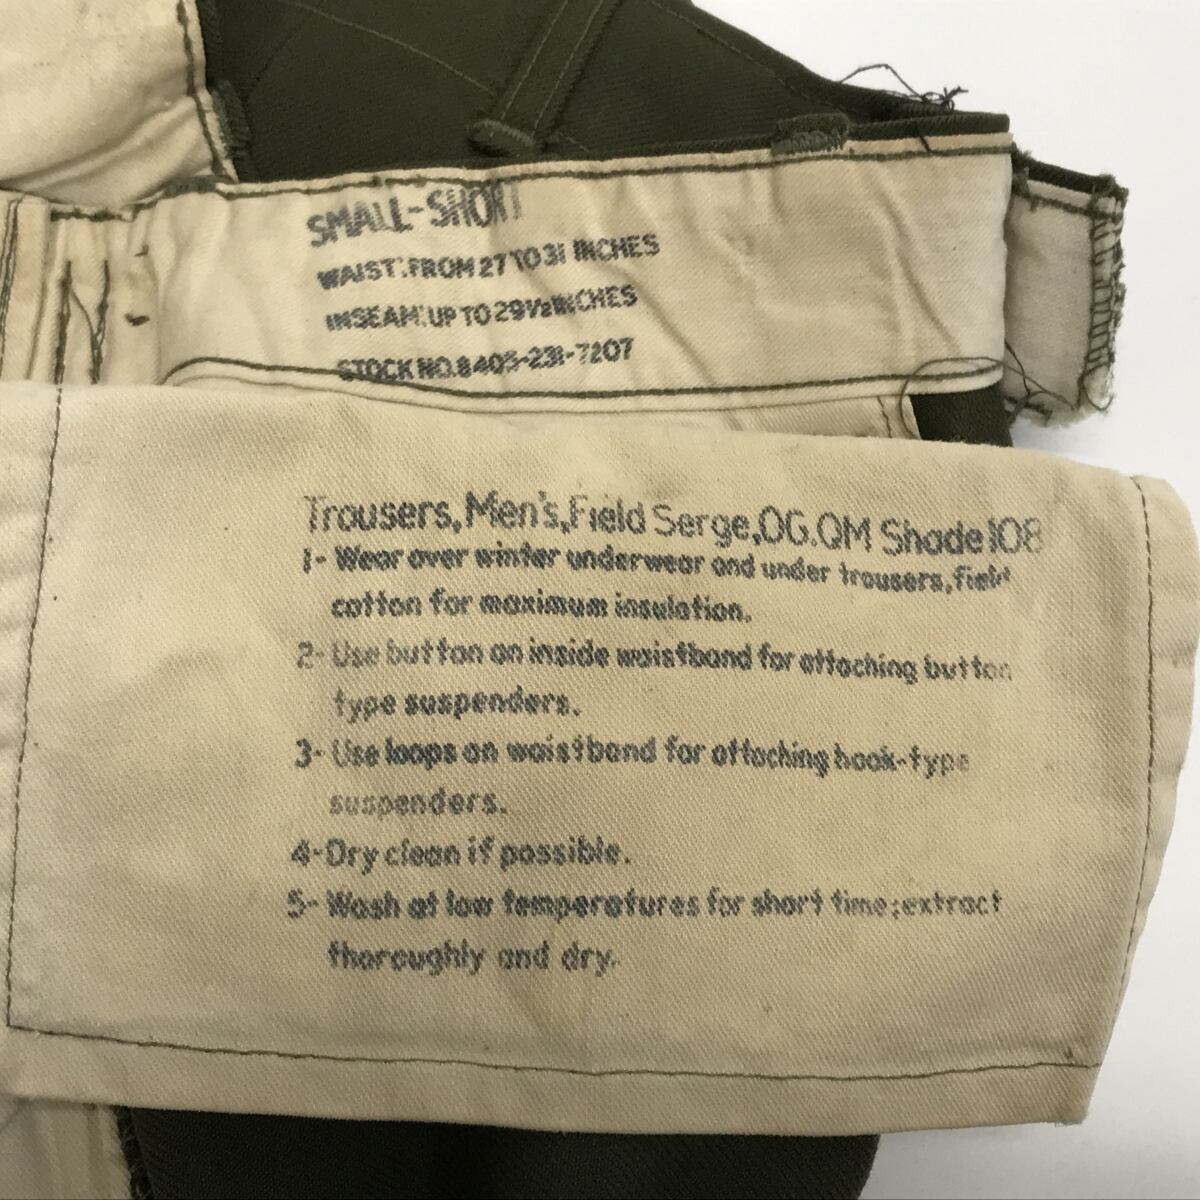 SMALL-SHORT
WAIST: FROM 27 TO 31 INCHES
INSEAM: UP TO 29½ INCHES
STOCK NO. 8405-231-7207
Trousers, Men's, Field Serge, OG. QM Shade 108
1- Wear over winter underwear and under trousers, field
cotton for maximum insulation.
2- Use button on inside waistband for attaching button
type suspenders.
3- Use loops on waistband for attaching hook-type
suspenders.
4- Dry clean if possible.
5- Wash at low temperatures for short time; extract
thoroughly and dry.